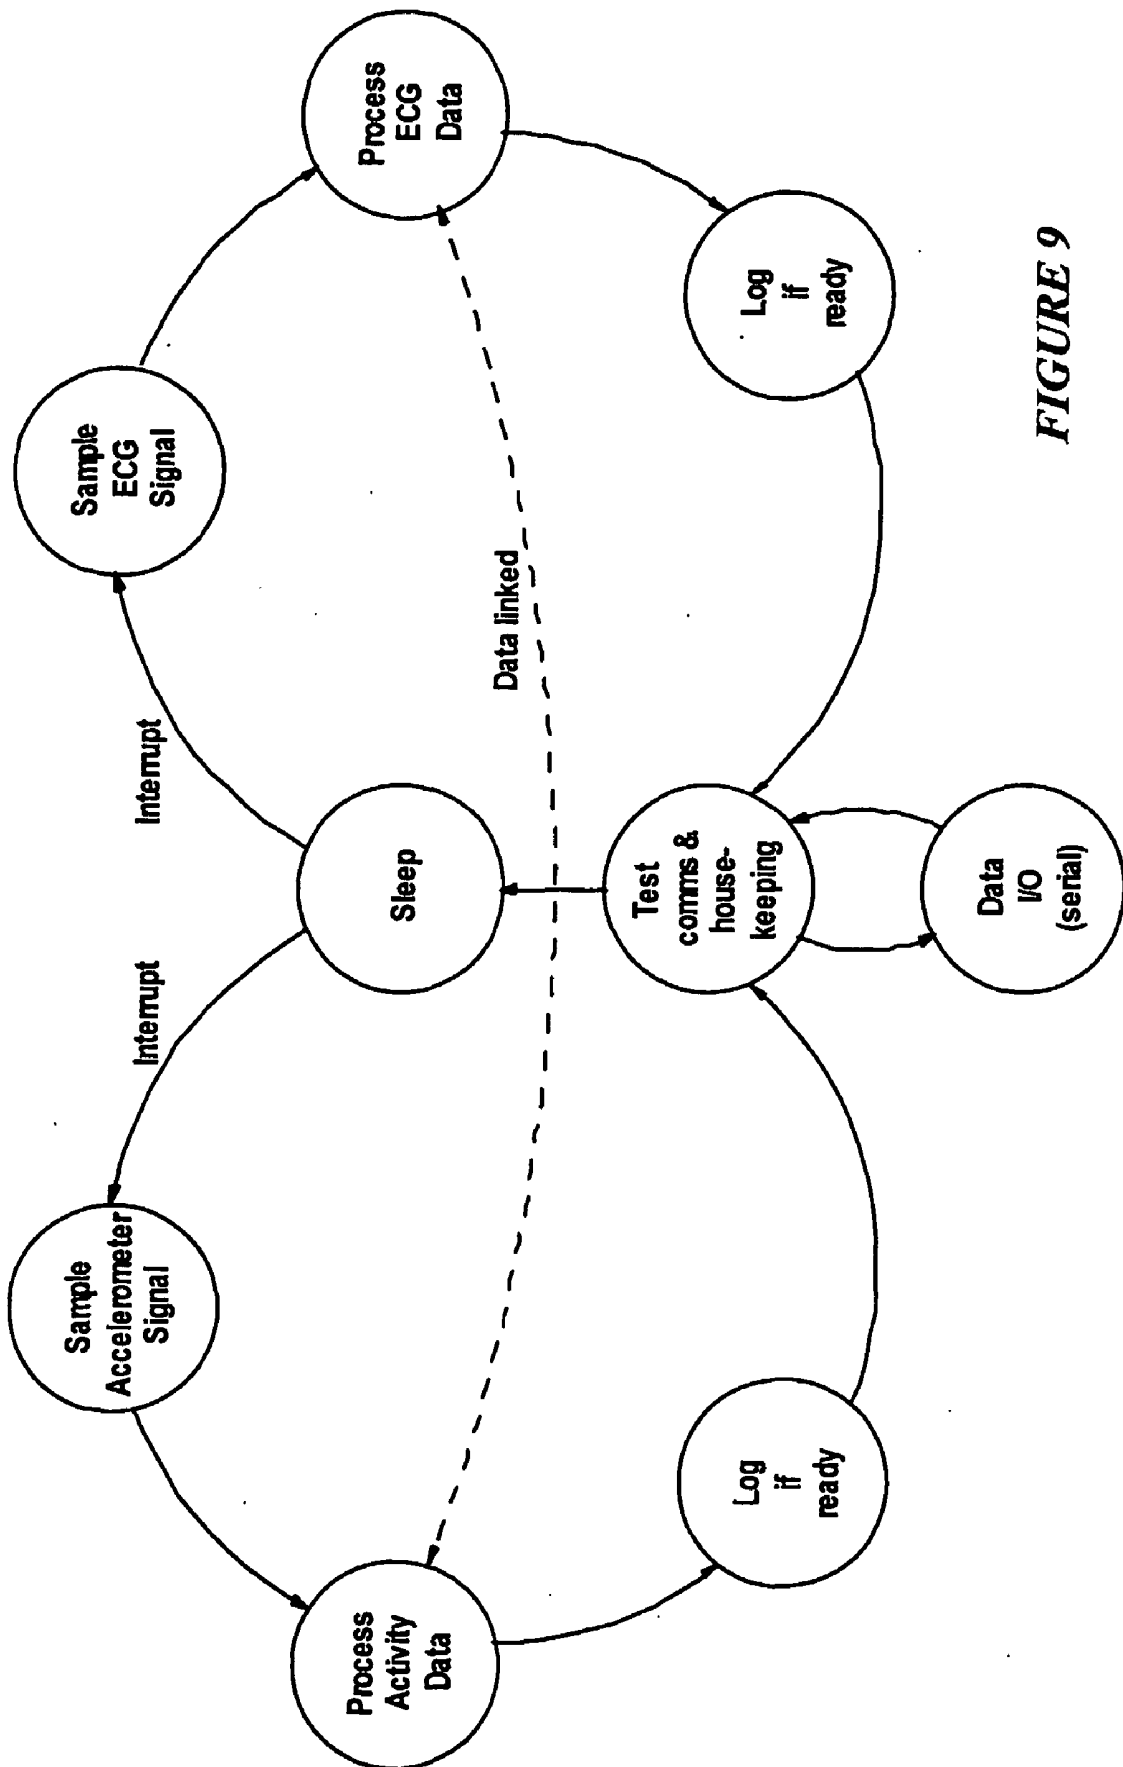 Sample
Accelerometer
Signal
Interrupt
Interrupt
Sample
ECG
Signal
Process
Activity
Data
Sleep
Process
ECG
Data
Data linked
Log
if
ready
Test
comms &
house-
keeping
Log
if
ready
Data
I/O
(serial)
FIGURE 9